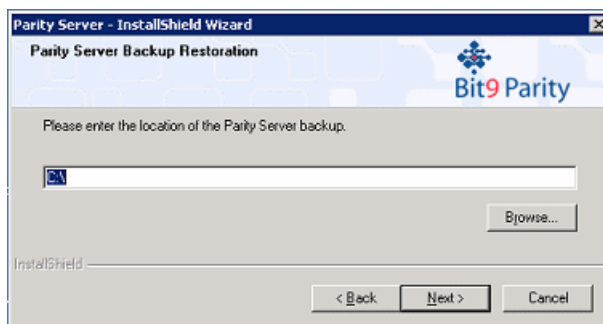 Parity Server - InstallShield Wizard
Parity Server Backup Restoration
Bit9 Parity
Please enter the location of the Parity Server backup.
C:\
Browse...
InstallShield
< Back Next > Cancel